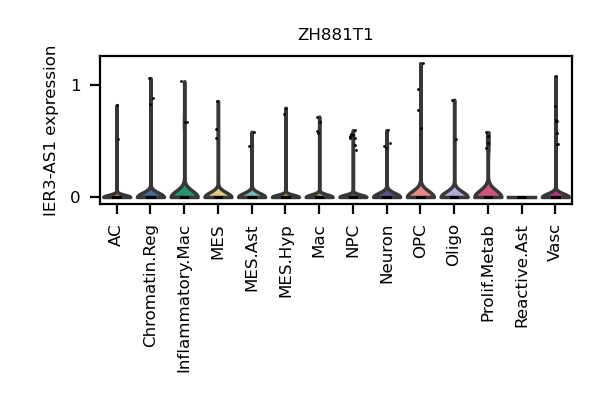 ZH881T1
IER3-AS1 expression
1
0
AC
Chromatin.Reg
Inflammatory.Mac
MES
MES.Ast
MES.Hyp
Mac
NPC
Neuron
OPC
Oligo
Prolif.Metab
Reactive.Ast
Vasc